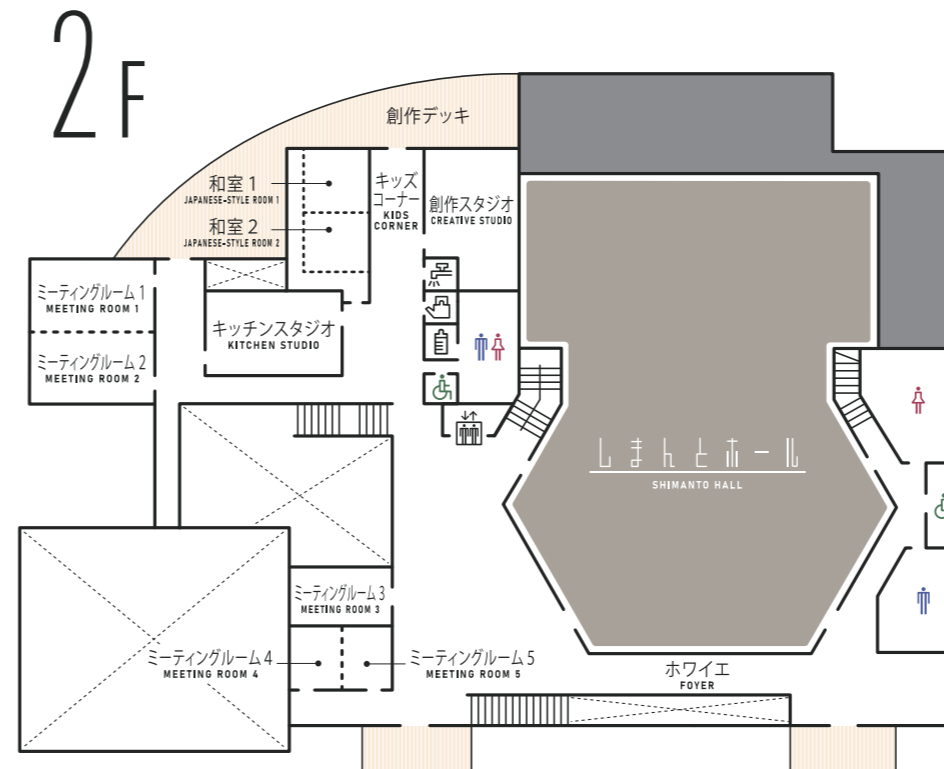 2F
創作デッキ
和室 1
JAPANESE-STYLE ROOM 1
和室 2
JAPANESE-STYLE ROOM 2
キッズ
コーナー
KIDS
CORNER
創作スタジオ
CREATIVE STUDIO
ミーティングルーム 1
MEETING ROOM 1
キッチンスタジオ
KITCHEN STUDIO
ミーティングルーム 2
MEETING ROOM 2
しまんとホール
SHIMANTO HALL
ミーティングルーム 3
MEETING ROOM 3
ミーティングルーム 4
MEETING ROOM 4
ミーティングルーム 5
MEETING ROOM 5
ホワイエ
FOYER